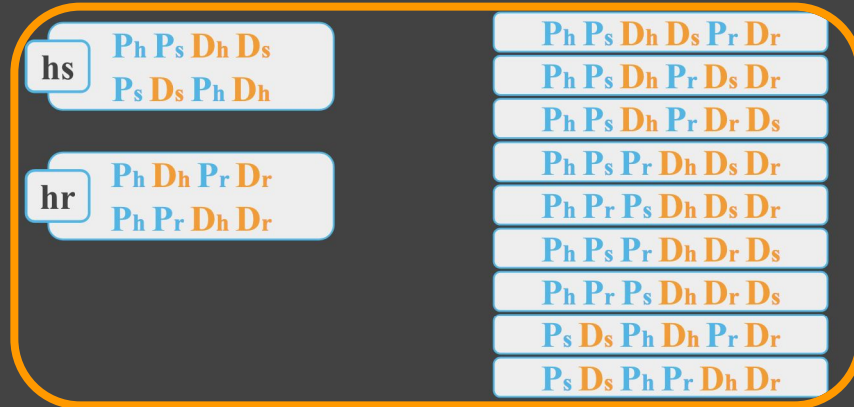 hs
Ph Ps Dh Ds
Ps Ds Ph Dh
hr
Ph Dh Pr Dr
Ph Pr Dh Dr
Ph Ps Dh Ds Pr Dr
Ph Ps Dh Pr Ds Dr
Ph Ps Dh Pr Dr Ds
Ph Ps Pr Dh Ds Dr
Ph Pr Ps Dh Ds Dr
Ph Ps Pr Dh Dr Ds
Ph Pr Ps Dh Dr Ds
Ps Ds Ph Dh Pr Dr
Ps Ds Ph Pr Dh Dr